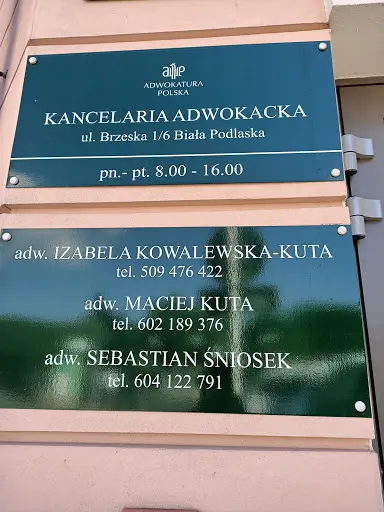 ADWOKATURA
POLSKA
KANCELARIA ADWOKACKA
ul. Brzeska 1/6 Biała Podlaska
pn.- pt. 8.00 - 16.00
adw. IZABELA KOWALEWSKA-KUTA
tel. 509 476 422
adw. MACIEJ KUTA
tel. 602 189 376
adw. SEBASTIAN ŚNIOSEK
tel. 604 122 791